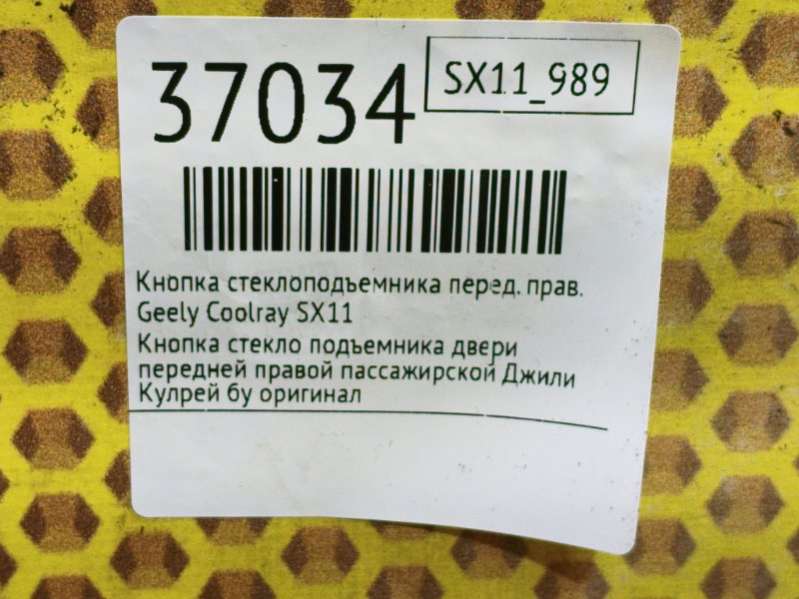 37034
SX11_989
Кнопка стеклоподъемника перед. прав.
Geely Coolray SX11
Кнопка стекло подъемника двери
передней правой пассажирской Джили
Кулрей бу оригинал